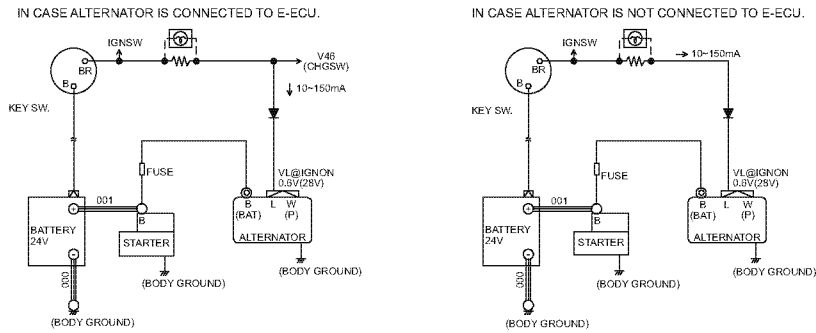 IN CASE ALTERNATOR IS CONNECTED TO E-ECU.
IGNSW
V46
(CHGSW)
BR
B
10~150mA
KEY SW.
FUSE
VL@IGNON
0.6V(28V)
001
B
(BAT)
L
W
(P)
BATTERY
24V
B
STARTER
ALTERNATOR
(BODY GROUND)
(BODY GROUND)
000
(BODY GROUND)
IN CASE ALTERNATOR IS NOT CONNECTED TO E-ECU.
IGNSW
10~150mA
BR
B
KEY SW.
FUSE
VL@IGNON
0.6V(28V)
001
B
(BAT)
L
W
(P)
BATTERY
24V
B
STARTER
ALTERNATOR
(BODY GROUND)
(BODY GROUND)
000
(BODY GROUND)